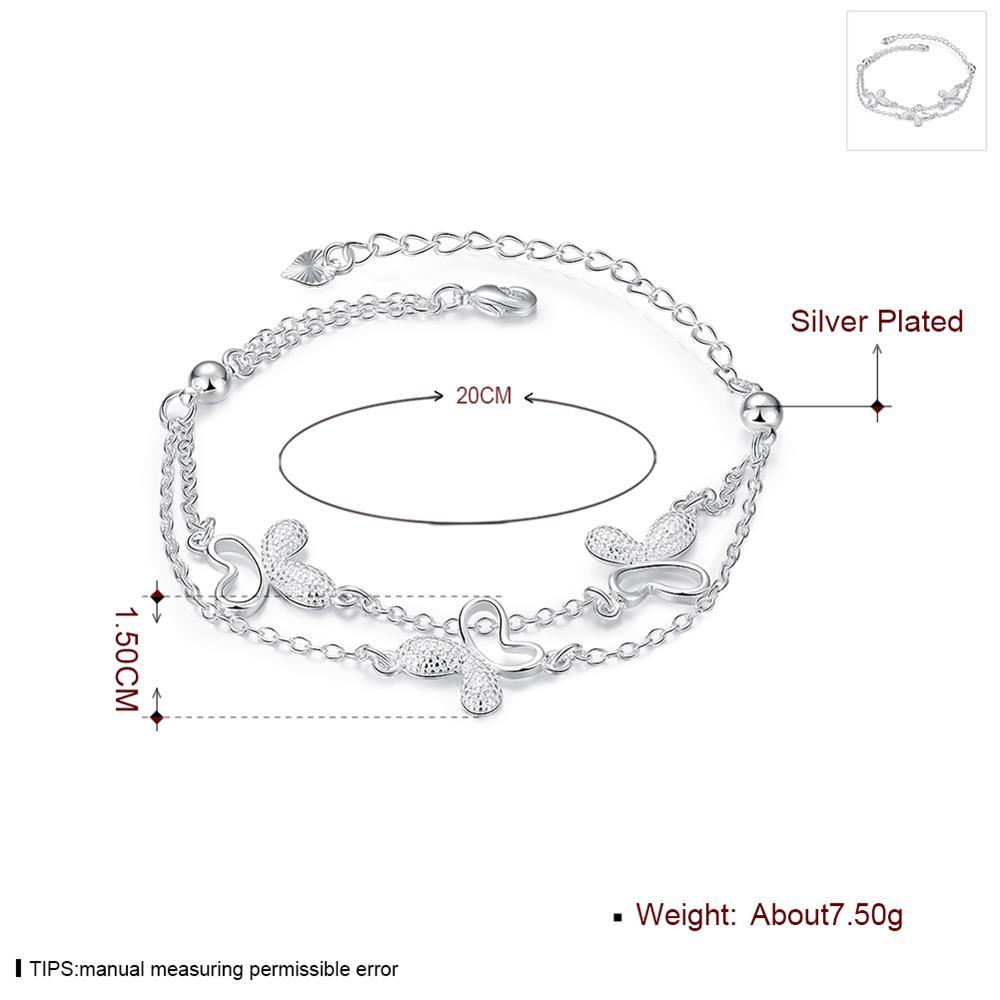 Silver Plated
20CM
1.50CM
▪ Weight: About7.50g
TIPS:manual measuring permissible error